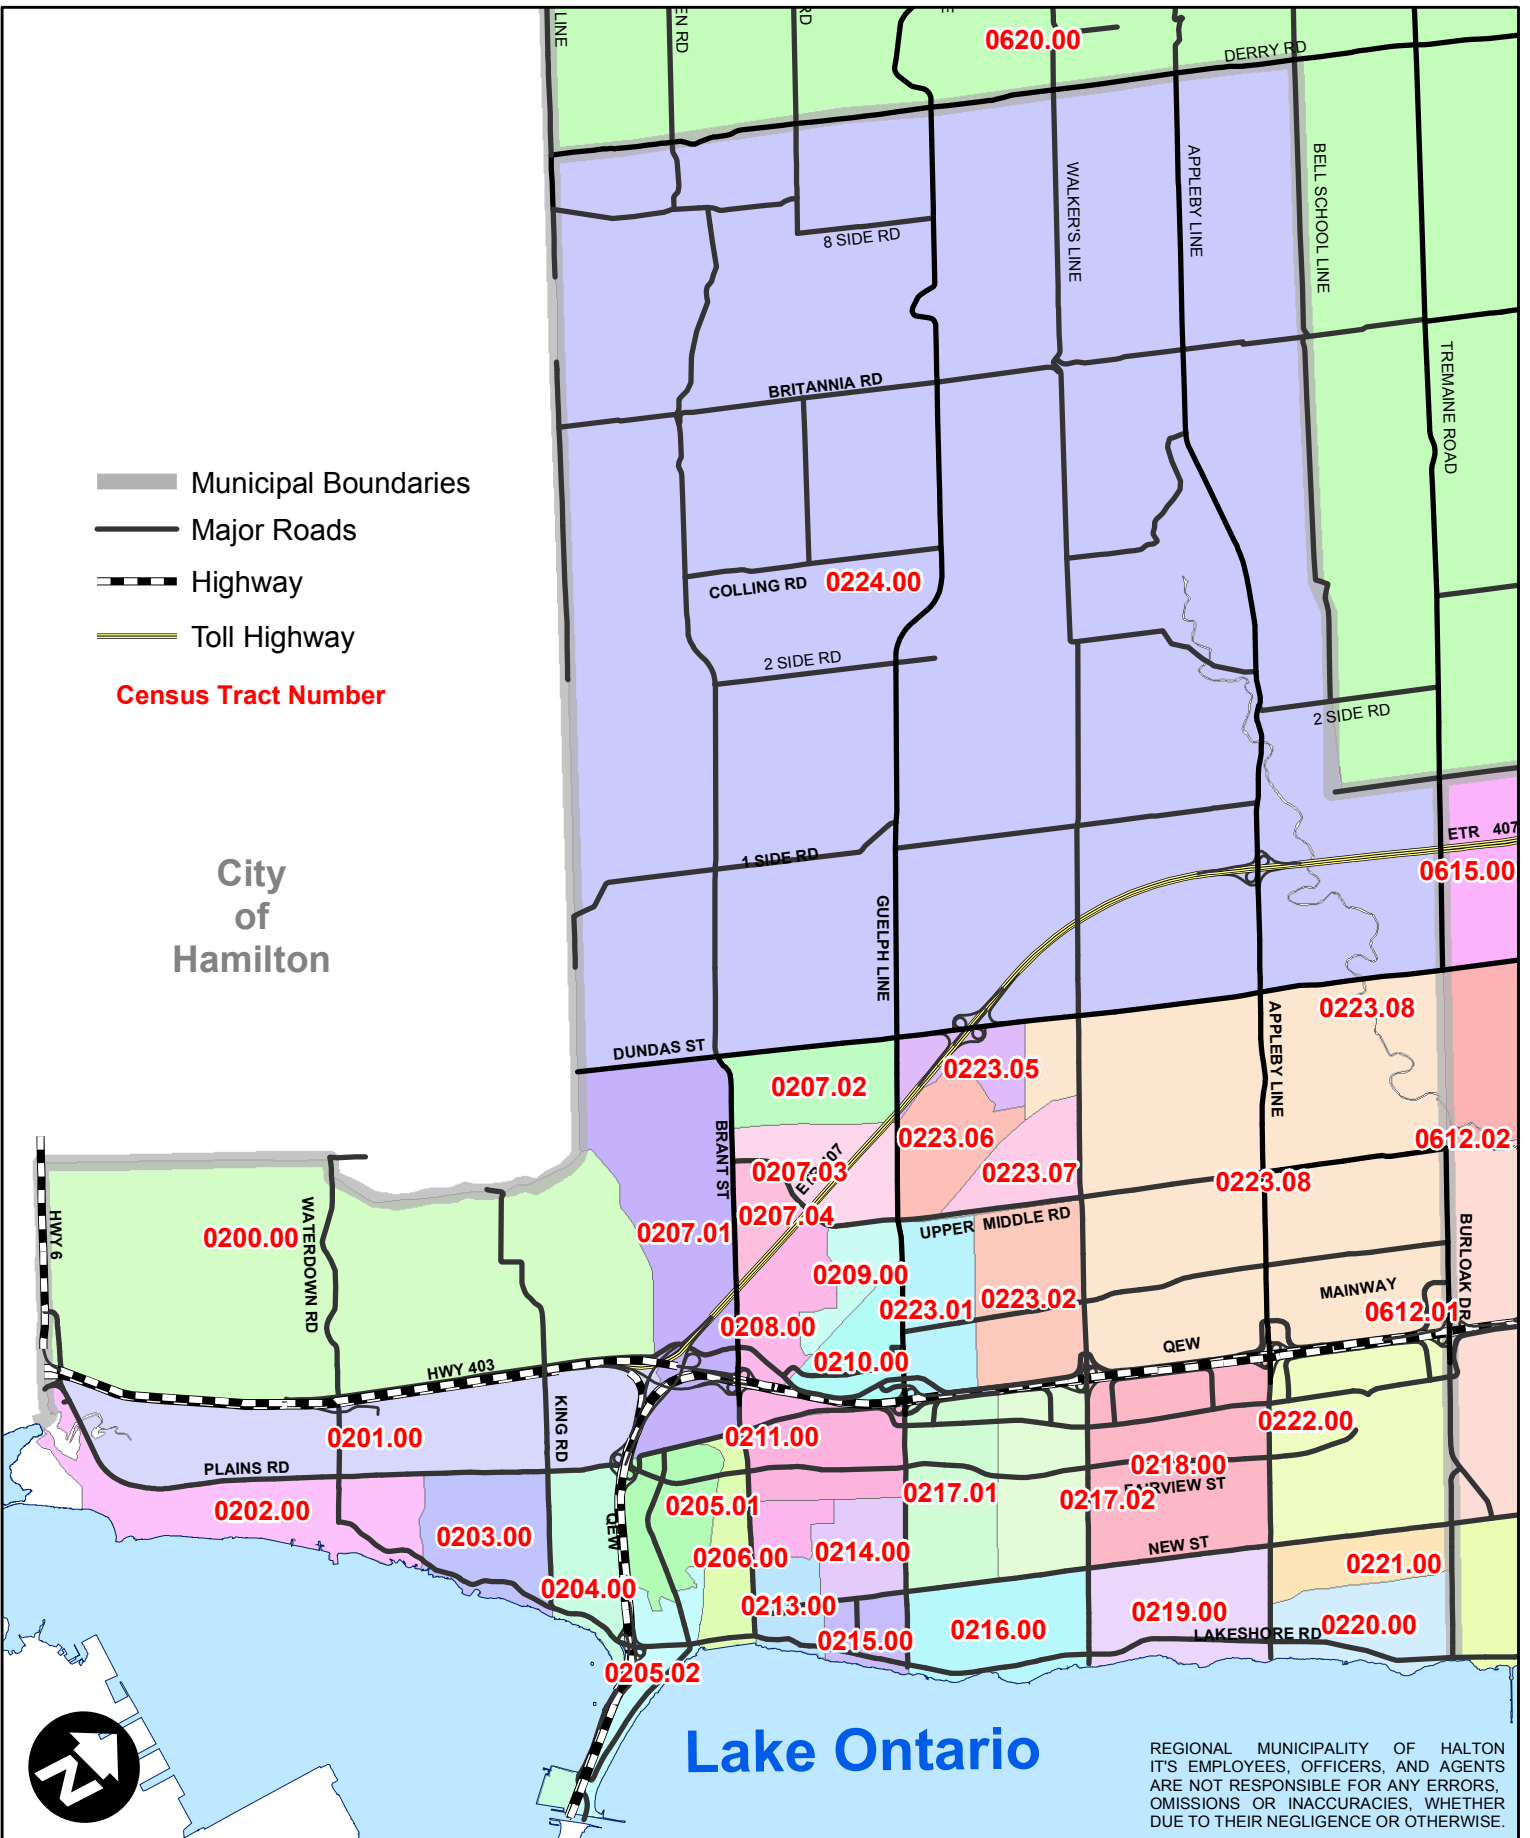 LINE
EN RD
RD
E
0620.00
DERRY RD
WALKER'S LINE
APPLEBY LINE
BELL SCHOOL LINE
8 SIDE RD
TREMAINE ROAD
BRITANNIA RD
Municipal Boundaries
Major Roads
Highway
Toll Highway
Census Tract Number
COLLING RD
0224.00
2 SIDE RD
2 SIDE RD
ETR 407
1 SIDE RD
0615.00
City
of
Hamilton
GUELPH LINE
0223.08
DUNDAS ST
APPLEBY LINE
0223.05
0207.02
BRANT ST
0223.06
0612.02
0207.03
ETR 407
0223.07
0223.08
0207.04
UPPER MIDDLE RD
HWY 6
0200.00
WATERDOWN RD
0207.01
BURLOAK DR
0209.00
MAINWAY
0223.01
0223.02
0612.01
0208.00
QEW
0210.00
HWY 403
KING RD
0222.00
0201.00
0211.00
PLAINS RD
0218.00
FAIRVIEW ST
0217.01
0217.02
0202.00
0205.01
QEW
0203.00
NEW ST
0206.00
0214.00
0221.00
0204.00
0213.00
0219.00
0220.00
0215.00
0216.00
LAKESHORE RD
0205.02
Lake Ontario
N
REGIONAL MUNICIPALITY OF HALTON
IT'S EMPLOYEES, OFFICERS, AND AGENTS
ARE NOT RESPONSIBLE FOR ANY ERRORS,
OMISSIONS OR INACCURACIES, WHETHER
DUE TO THEIR NEGLIGENCE OR OTHERWISE.